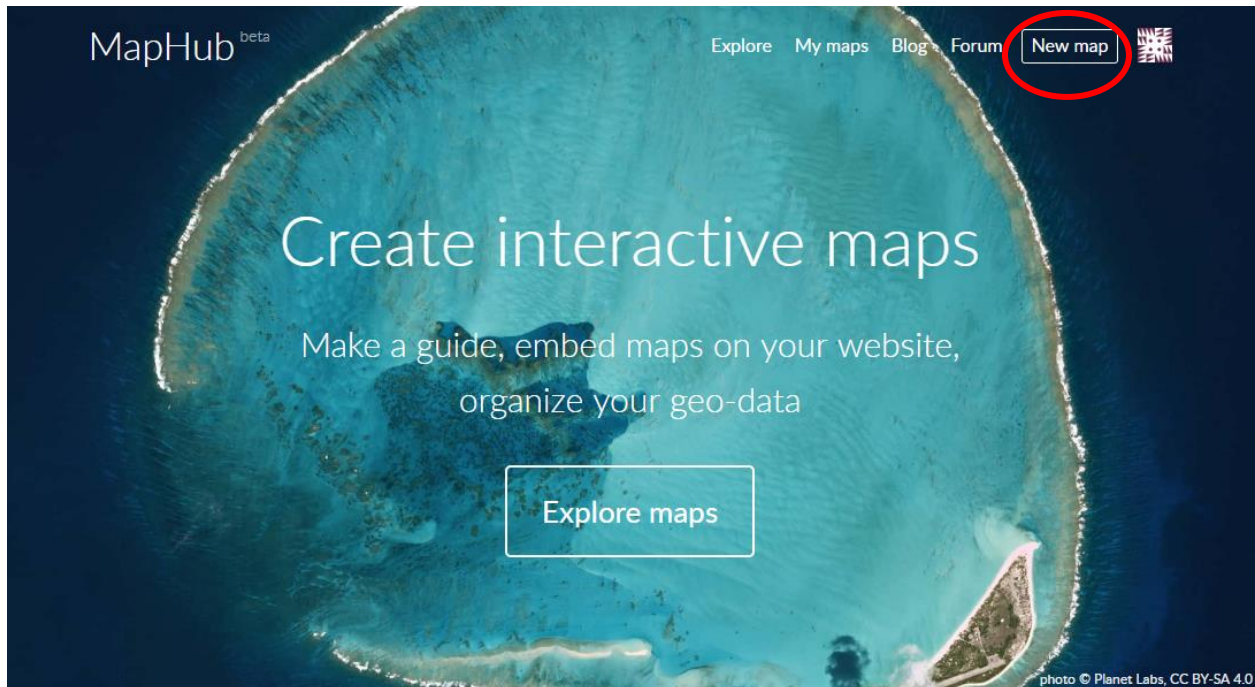 MapHub beta
Explore My maps Blog Forum New map
Create interactive maps
Make a guide, embed maps on your website,
organize your geo-data
Explore maps
photo © Planet Labs, CC BY-SA 4.0